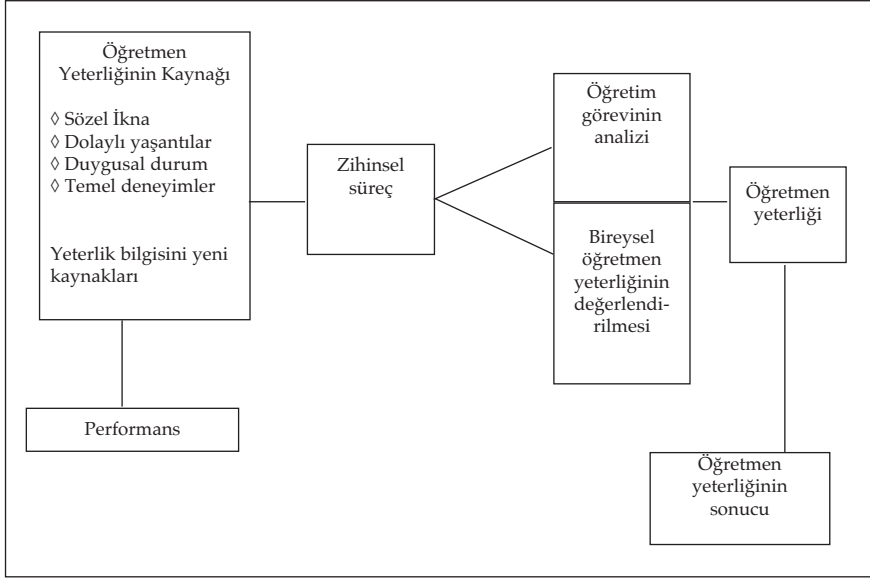 Öğretmen
Yeterliğinin Kaynağı
◊ Sözel İkna
◊ Dolaylı yaşantılar
◊ Duygusal durum
◊ Temel deneyimler
Yeterlik bilgisini yeni
kaynakları
Performans
Zihinsel
süreç
Öğretim
görevinin
analizi
Bireysel
öğretmen
yeterliğinin
değerlendi-
rilmesi
Öğretmen
yeterliği
Öğretmen
yeterliğinin
sonucu